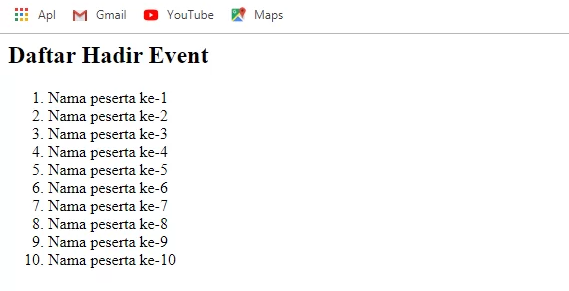 Apl Gmail YouTube Maps
Daftar Hadir Event
1. Nama peserta ke-1
2. Nama peserta ke-2
3. Nama peserta ke-3
4. Nama peserta ke-4
5. Nama peserta ke-5
6. Nama peserta ke-6
7. Nama peserta ke-7
8. Nama peserta ke-8
9. Nama peserta ke-9
10. Nama peserta ke-10